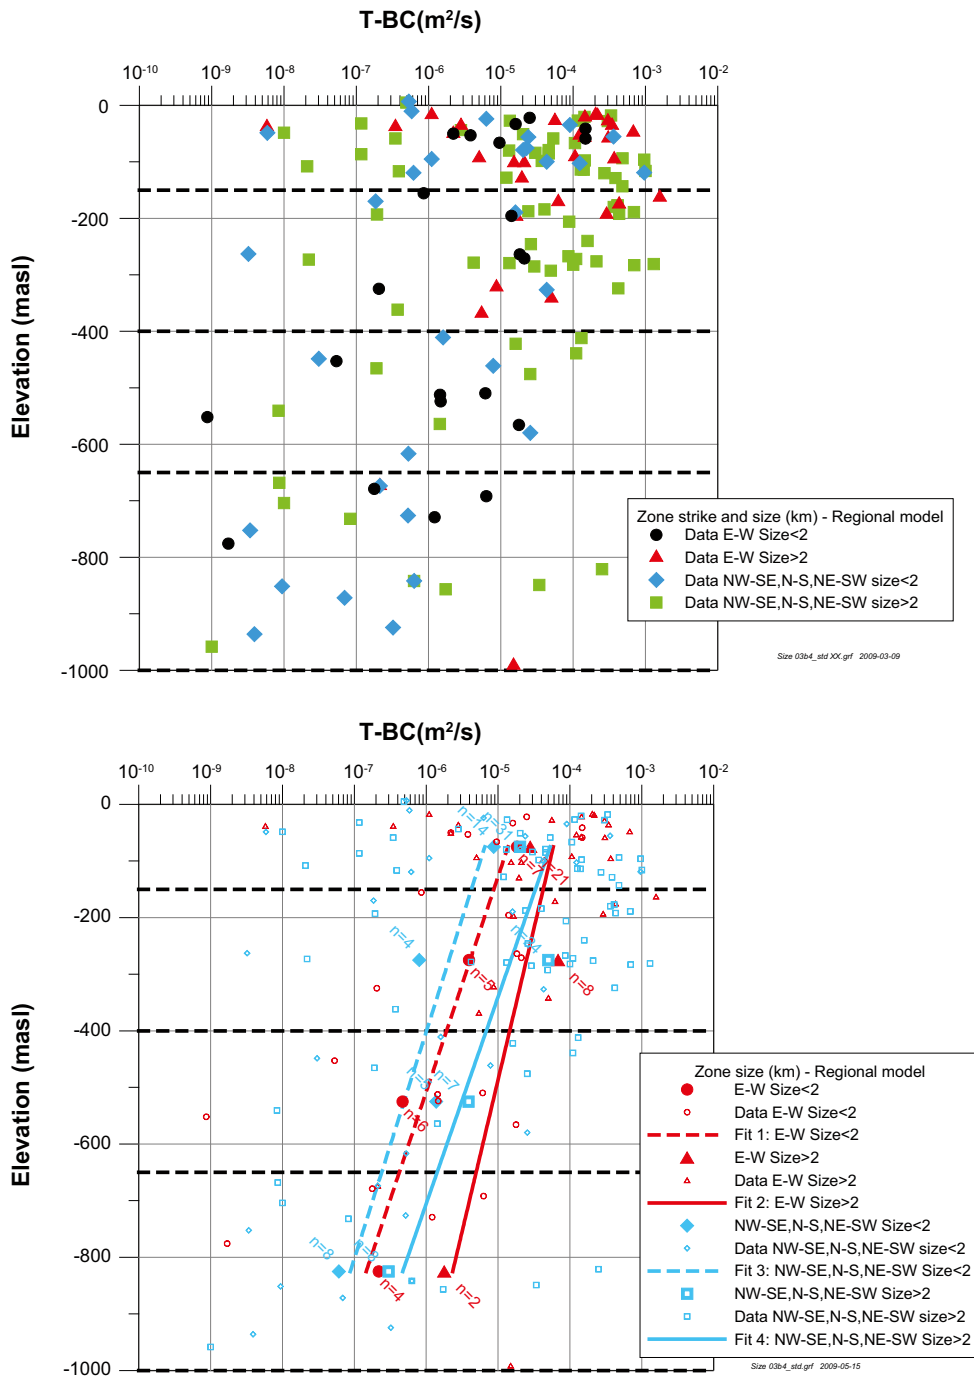 T-BC(m²/s)
10⁻¹⁰ 10⁻⁹ 10⁻⁸ 10⁻⁷ 10⁻⁶ 10⁻⁵ 10⁻⁴ 10⁻³ 10⁻²
0
-200
-400
-600
-800
-1000
Elevation (masl)
Zone strike and size (km) - Regional model
Data E-W Size<2
Data E-W Size>2
Data NW-SE,N-S,NE-SW size<2
Data NW-SE,N-S,NE-SW size>2
Size 03b4_std XX.grf 2009-03-09
T-BC(m²/s)
10⁻¹⁰ 10⁻⁹ 10⁻⁸ 10⁻⁷ 10⁻⁶ 10⁻⁵ 10⁻⁴ 10⁻³ 10⁻²
0
-200
-400
-600
-800
-1000
Elevation (masl)
n=14
n=31
n=7
n=21
n=4
n=5
n=24
n=8
n=5
n=7
n=6
n=8
n=4
n=2
Zone size (km) - Regional model
E-W Size<2
Data E-W Size<2
Fit 1: E-W Size<2
E-W Size>2
Data E-W Size>2
Fit 2: E-W Size>2
NW-SE,N-S,NE-SW Size<2
Data NW-SE,N-S,NE-SW size<2
Fit 3: NW-SE,N-S,NE-SW Size<2
NW-SE,N-S,NE-SW Size>2
Data NW-SE,N-S,NE-SW size>2
Fit 4: NW-SE,N-S,NE-SW Size>2
Size 03b4_std.grf 2009-05-15